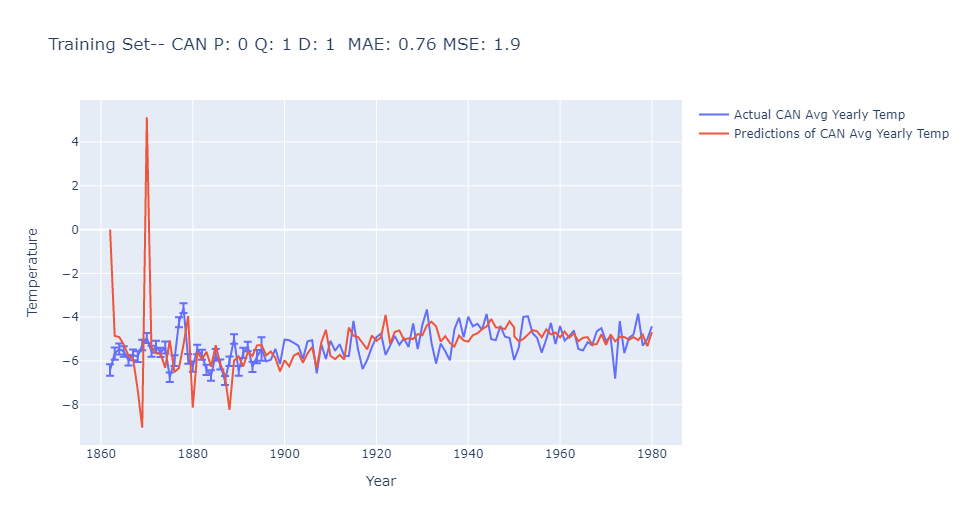 Training Set-- CAN P: 0 Q: 1 D: 1  MAE: 0.76 MSE: 1.9
Actual CAN Avg Yearly Temp
Predictions of CAN Avg Yearly Temp
Temperature
4
2
0
−2
−4
−6
−8
1860 1880 1900 1920 1940 1960 1980
Year